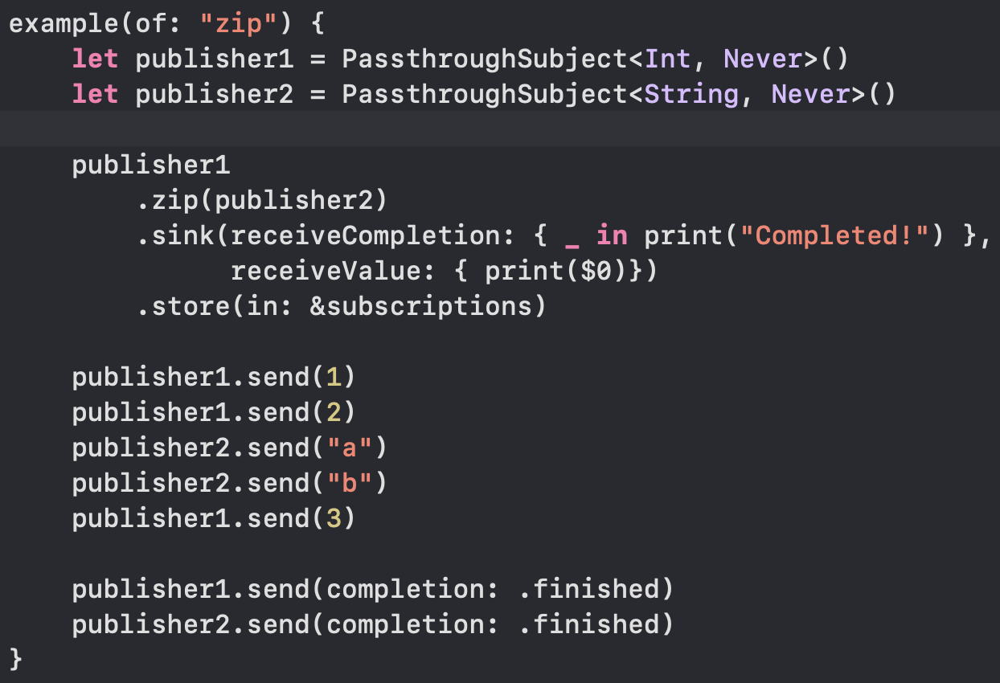 example(of: "zip") {
    let publisher1 = PassthroughSubject<Int, Never>()
    let publisher2 = PassthroughSubject<String, Never>()

    publisher1
        .zip(publisher2)
        .sink(receiveCompletion: { _ in print("Completed!") },
              receiveValue: { print($0)})
        .store(in: &subscriptions)

    publisher1.send(1)
    publisher1.send(2)
    publisher2.send("a")
    publisher2.send("b")
    publisher1.send(3)

    publisher1.send(completion: .finished)
    publisher2.send(completion: .finished)
}